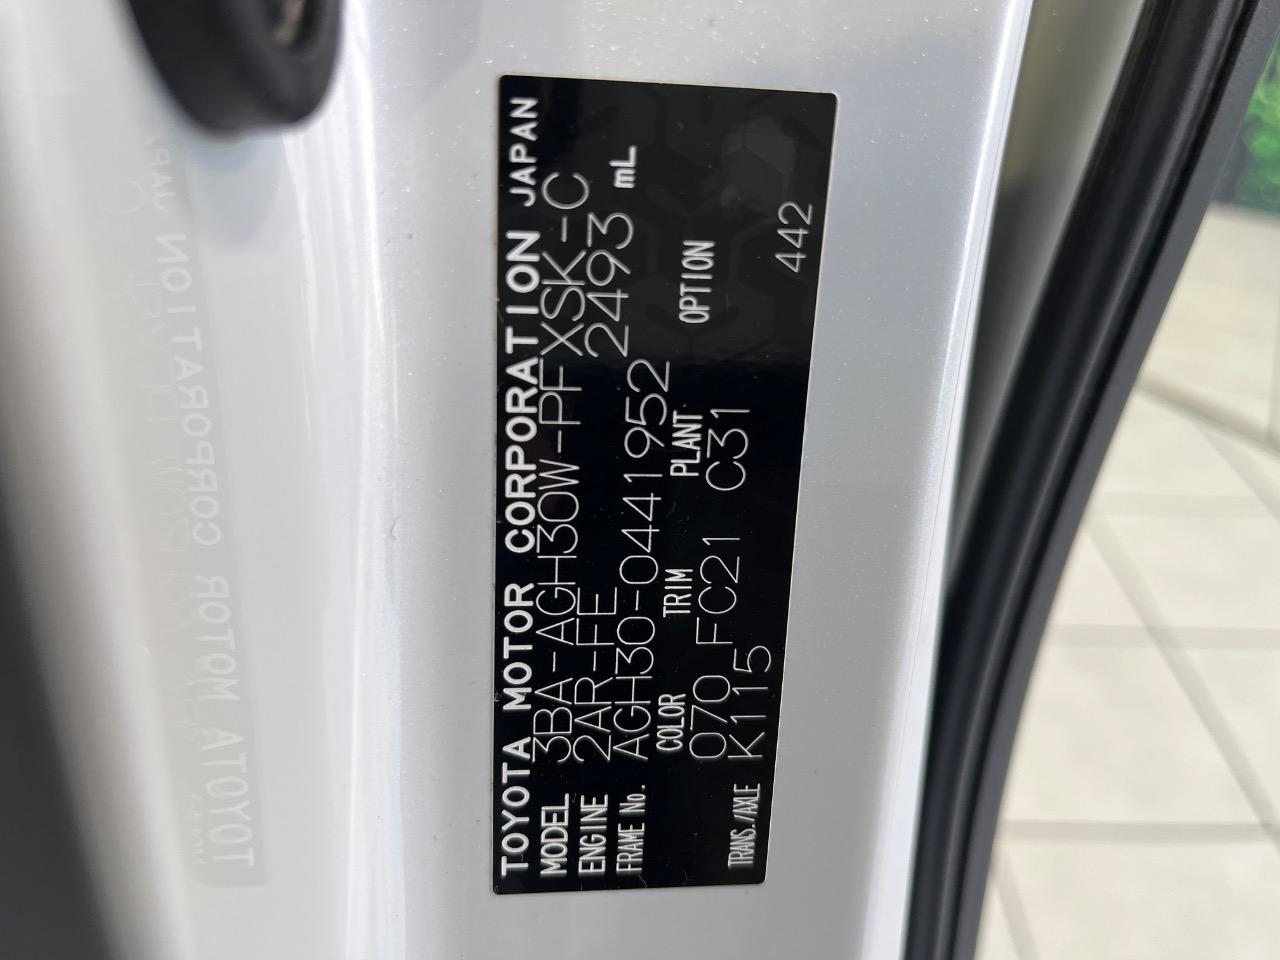 TOYOTA MOTOR CORPORATION JAPAN
MODEL 3BA-AGH30W-PFXSK-C
ENGINE 2AR-FE 2493 mL
FRAME No. AGH30-0441952
COLOR TRIM PLANT OPTION
070 FC21 C31 442
TRANS./AXLE K115